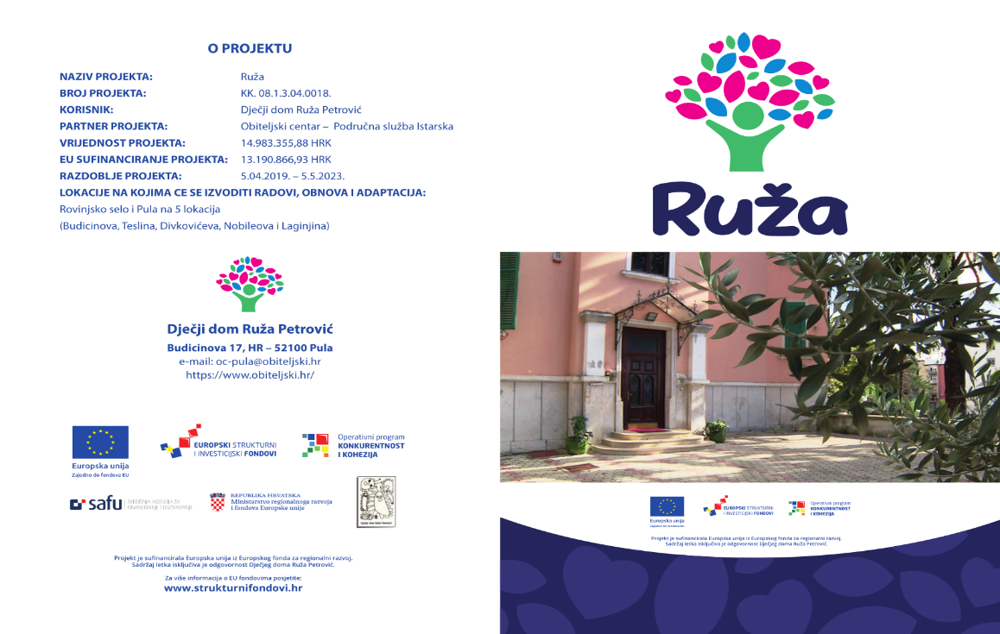 O PROJEKTU
NAZIV PROJEKTA: Ruža
BROJ PROJEKTA: KK. 08.1.3.04.0018.
KORISNIK: Dječji dom Ruža Petrović
PARTNER PROJEKTA: Obiteljski centar – Područna služba Istarska
VRIJEDNOST PROJEKTA: 14.983.355,88 HRK
EU SUFINANCIRANJE PROJEKTA: 13.190.866,93 HRK
RAZDOBLJE PROJEKTA: 5.04.2019. – 5.5.2023.
LOKACIJE NA KOJIMA CE SE IZVODITI RADOVI, OBNOVA I ADAPTACIJA:
Rovinjsko selo i Pula na 5 lokacija
(Budicinova, Teslina, Divkovićeva, Nobileova i Laginjina)
Dječji dom Ruža Petrović
Budicinova 17, HR – 52100 Pula
e-mail: oc-pula@obiteljski.hr
https://www.obiteljski.hr/
Europska unija
Zajedno do fondova EU
EUROPSKI STRUKTURNI
I INVESTICIJSKI FONDOVI
Operativni program
KONKURENTNOST
I KOHEZIJA
safu
SREDIŠNJA AGENCIJA ZA
FINANCIRANJE I UGOVARANJE
REPUBLIKA HRVATSKA
Ministarstvo regionalnoga razvoja
i fondova Europske unije
Dječji dom Ruža Petrović
Projekt je sufinancirala Europska unija iz Europskog fonda za regionalni razvoj.
Sadržaj letka isključiva je odgovornost Dječjeg doma Ruža Petrović.
Za više informacija o EU fondovima posjetite:
www.strukturnifondovi.hr
Ruža
Europska unija
Zajedno do fondova EU
EUROPSKI STRUKTURNI
I INVESTICIJSKI FONDOVI
Operativni program
KONKURENTNOST
I KOHEZIJA
Projekt je sufinancirala Europska unija iz Europskog fonda za regionalni razvoj.
Sadržaj letka isključiva je odgovornost Dječjeg doma Ruža Petrović.